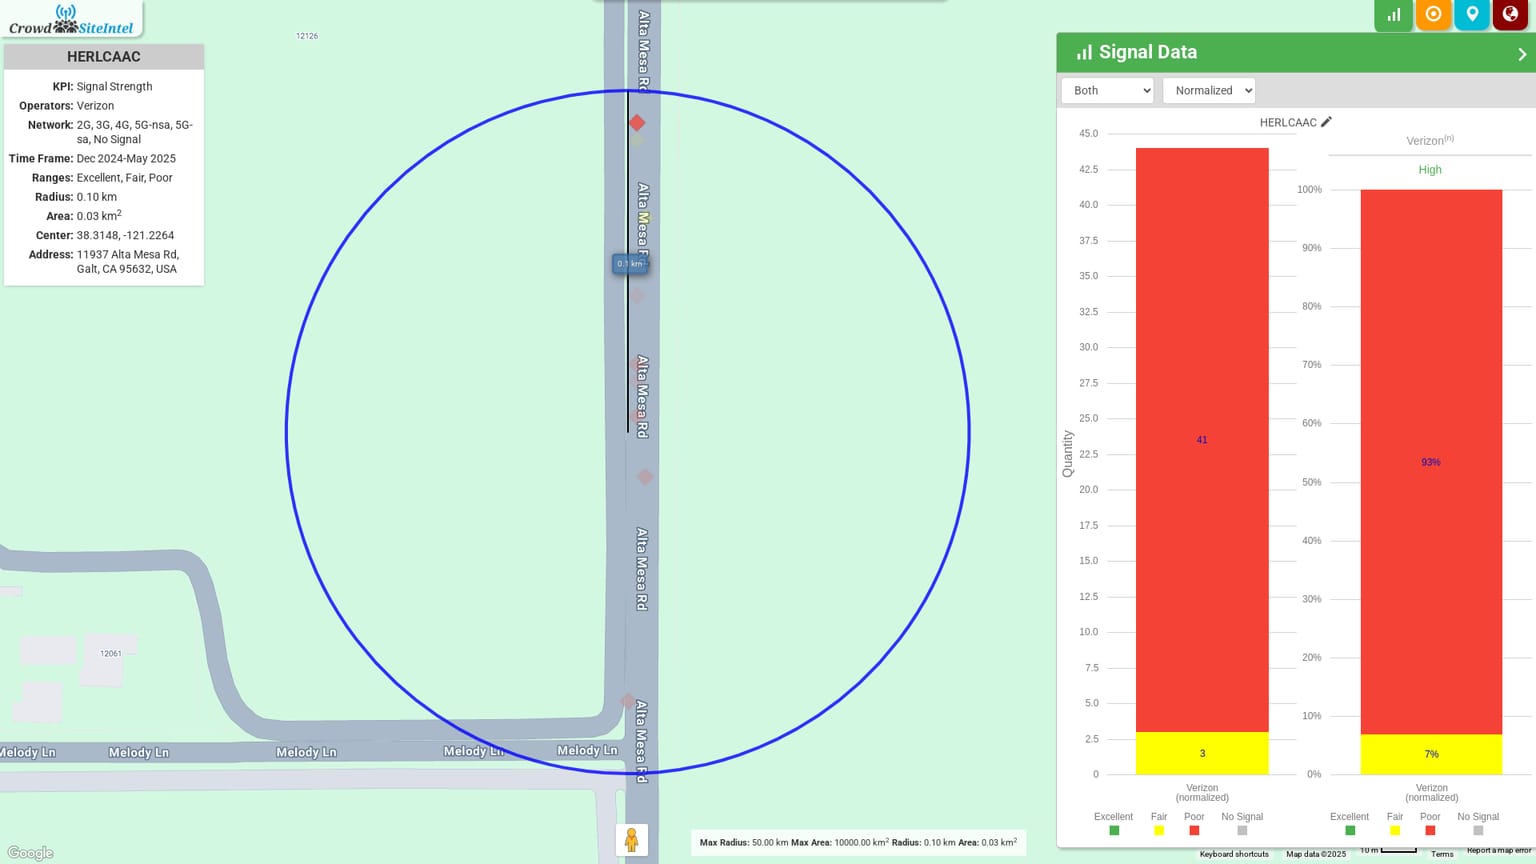 Crowd SiteIntel
HERLCAAC
KPI: Signal Strength
Operators: Verizon
Network: 2G, 3G, 4G, 5G-nsa, 5G-
sa, No Signal
Time Frame: Dec 2024-May 2025
Ranges: Excellent, Fair, Poor
Radius: 0.10 km
Area: 0.03 km²
Center: 38.3148, -121.2264
Address: 11937 Alta Mesa Rd,
Galt, CA 95632, USA
12126
Alta Mesa Rd
Alta Mesa Rd
0.1 km
Alta Mesa Rd
Alta Mesa Rd
Alta Mesa Rd
12061
Melody Ln
Melody Ln
Melody Ln
Melody Ln
Melody Ln
Google
Max Radius: 50.00 km Max Area: 10000.00 km² Radius: 0.10 km Area: 0.03 km²
Signal Data
Both
Normalized
HERLCAAC
Quantity
45.0
42.5
40.0
37.5
35.0
32.5
30.0
27.5
25.0
22.5
20.0
17.5
15.0
12.5
10.0
7.5
5.0
2.5
0
41
3
Verizon
(normalized)
Excellent Fair Poor No Signal
Verizon(n)
High
100%
90%
80%
70%
60%
50%
40%
30%
20%
10%
0%
93%
7%
Verizon
(normalized)
Excellent Fair Poor No Signal
Keyboard shortcuts Map data ©2025 10 m Terms Report a map error